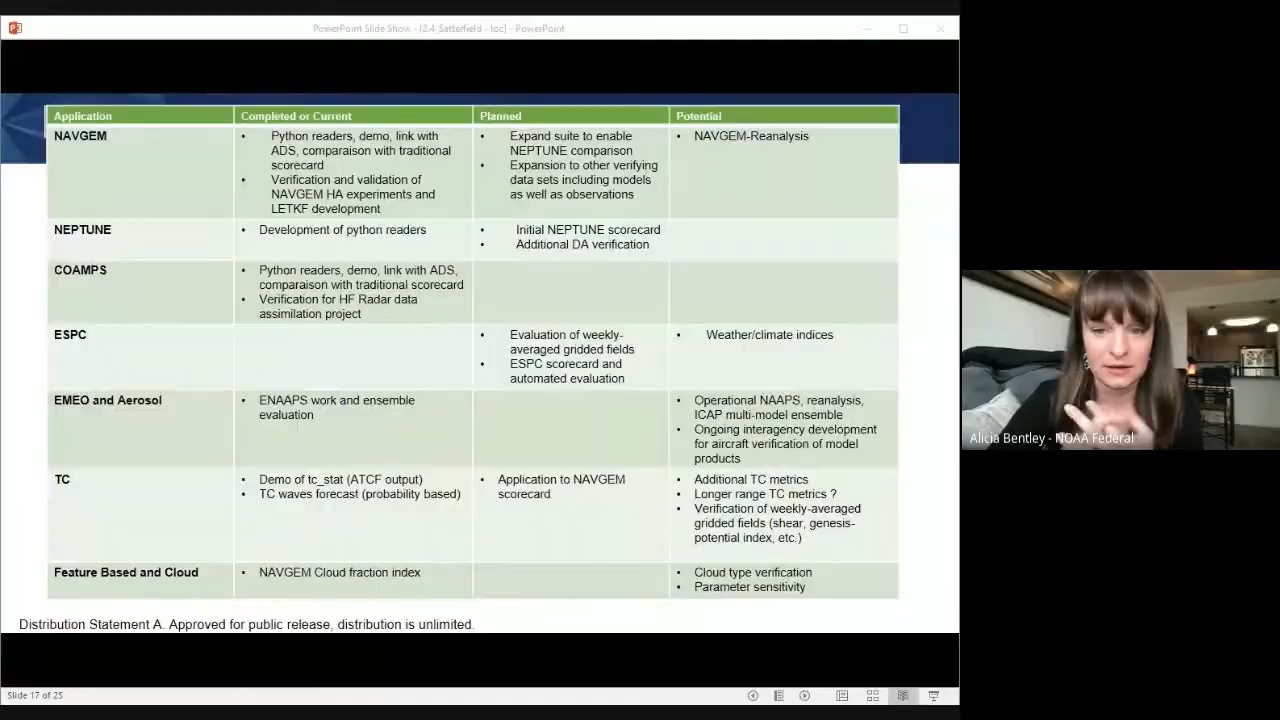 PowerPoint Slide Show - [2.4_Satterfield - loc] - PowerPoint
Application
Completed or Current
Planned
Potential
NAVGEM
• Python readers, demo, link with
ADS, comparaison with traditional
scorecard
• Verification and validation of
NAVGEM HA experiments and
LETKF development
• Expand suite to enable
NEPTUNE comparison
• Expansion to other verifying
data sets including models
as well as observations
• NAVGEM-Reanalysis
NEPTUNE
• Development of python readers
• Initial NEPTUNE scorecard
• Additional DA verification
COAMPS
• Python readers, demo, link with ADS,
comparaison with traditional scorecard
• Verification for HF Radar data
assimilation project
ESPC
• Evaluation of weekly-
averaged gridded fields
• ESPC scorecard and
automated evaluation
• Weather/climate indices
EMEO and Aerosol
• ENAAPS work and ensemble
evaluation
• Operational NAAPS, reanalysis,
ICAP multi-model ensemble
• Ongoing interagency development
for aircraft verification of model
products
TC
• Demo of tc_stat (ATCF output)
• TC waves forecast (probability based)
• Application to NAVGEM
scorecard
• Additional TC metrics
• Longer range TC metrics ?
• Verification of weekly-averaged
gridded fields (shear, genesis-
potential index, etc.)
Feature Based and Cloud
• NAVGEM Cloud fraction index
• Cloud type verification
• Parameter sensitivity
Distribution Statement A. Approved for public release, distribution is unlimited.
Slide 17 of 25
Alicia Bentley - NOAA Federal